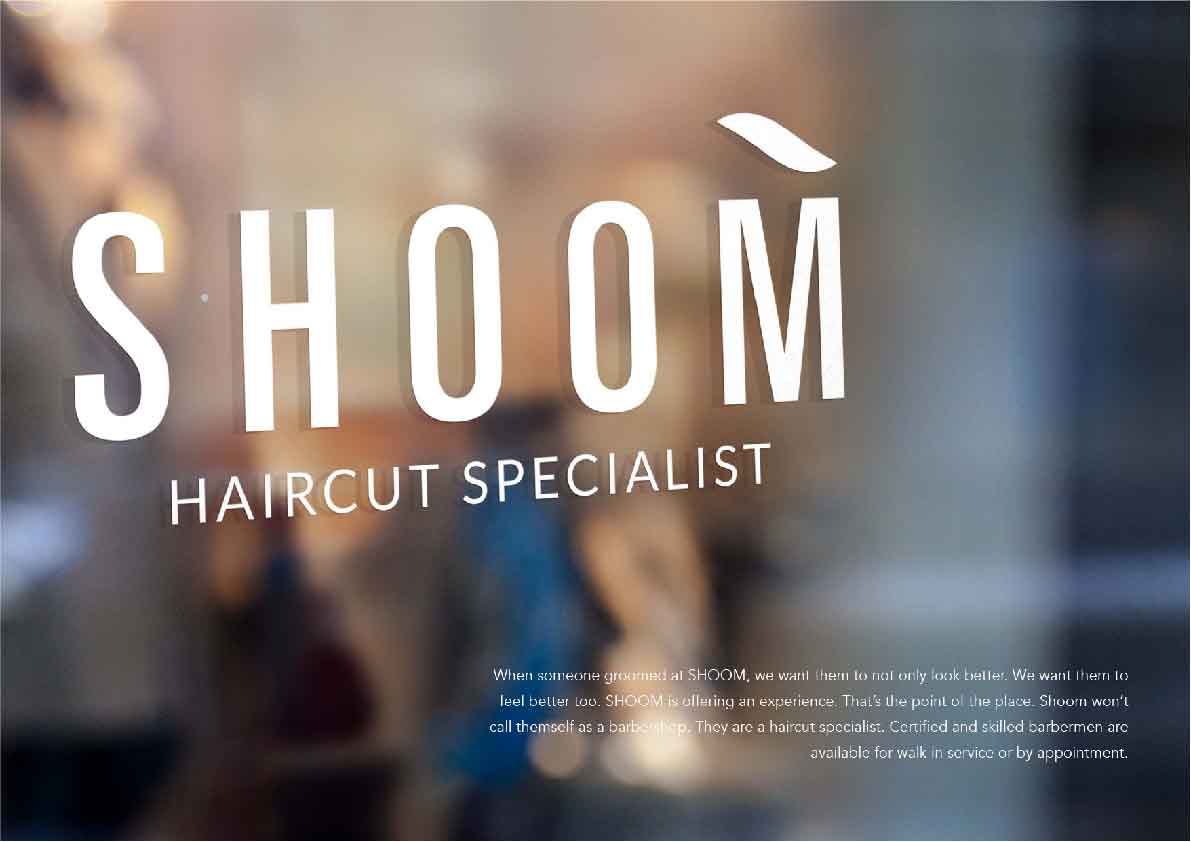 SHOOM
HAIRCUT SPECIALIST
When someone groomed at SHOOM, we want them to not only look better. We want them to
feel better too. SHOOM is offering an experience. That's the point of the place. Shoom won't
call themself as a barbershop. They are a haircut specialist. Certified and skilled barbermen are
available for walk in service or by appointment.